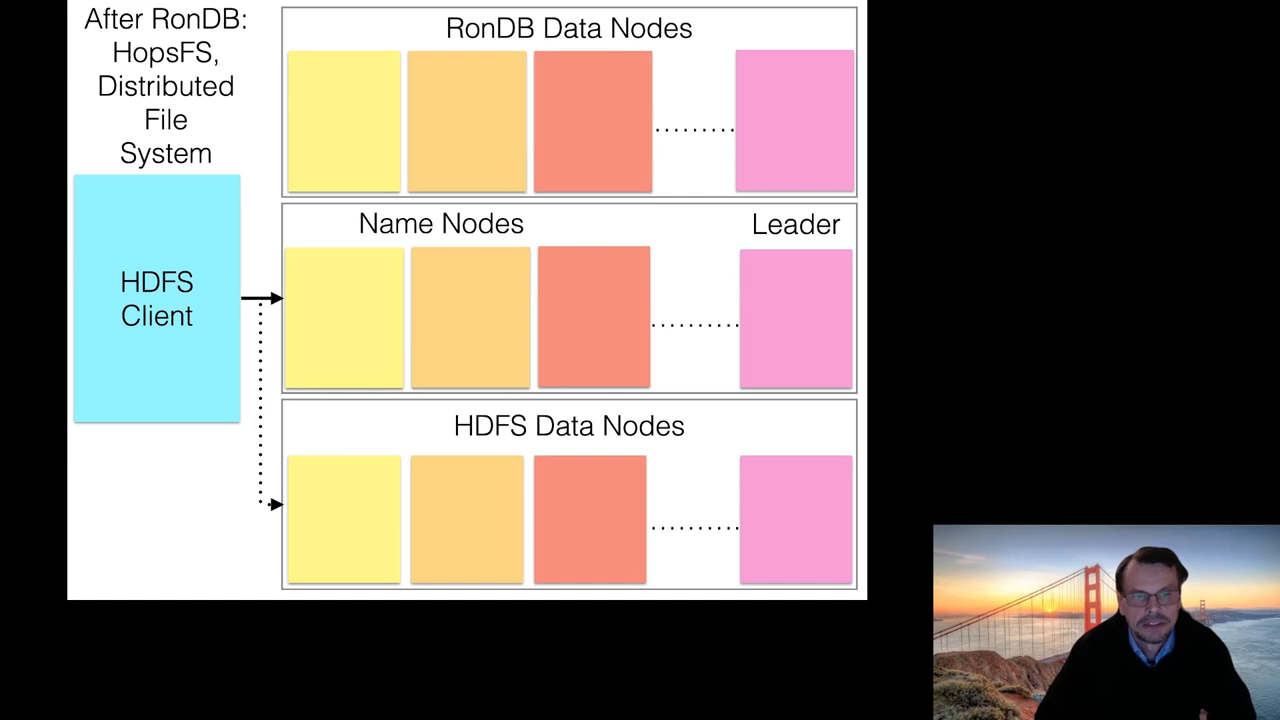 After RonDB:
HopsFS,
Distributed
File
System
HDFS
Client
RonDB Data Nodes
Name Nodes
Leader
HDFS Data Nodes